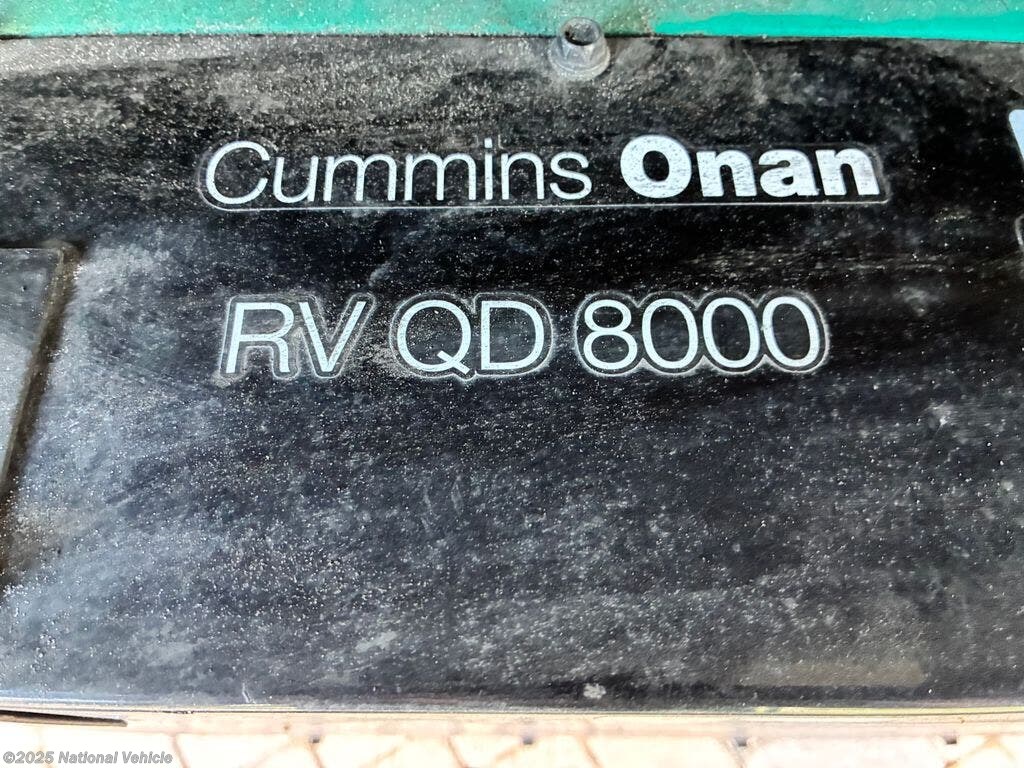 Cummins Onan
RV QD 8000
©2025 National Vehicle